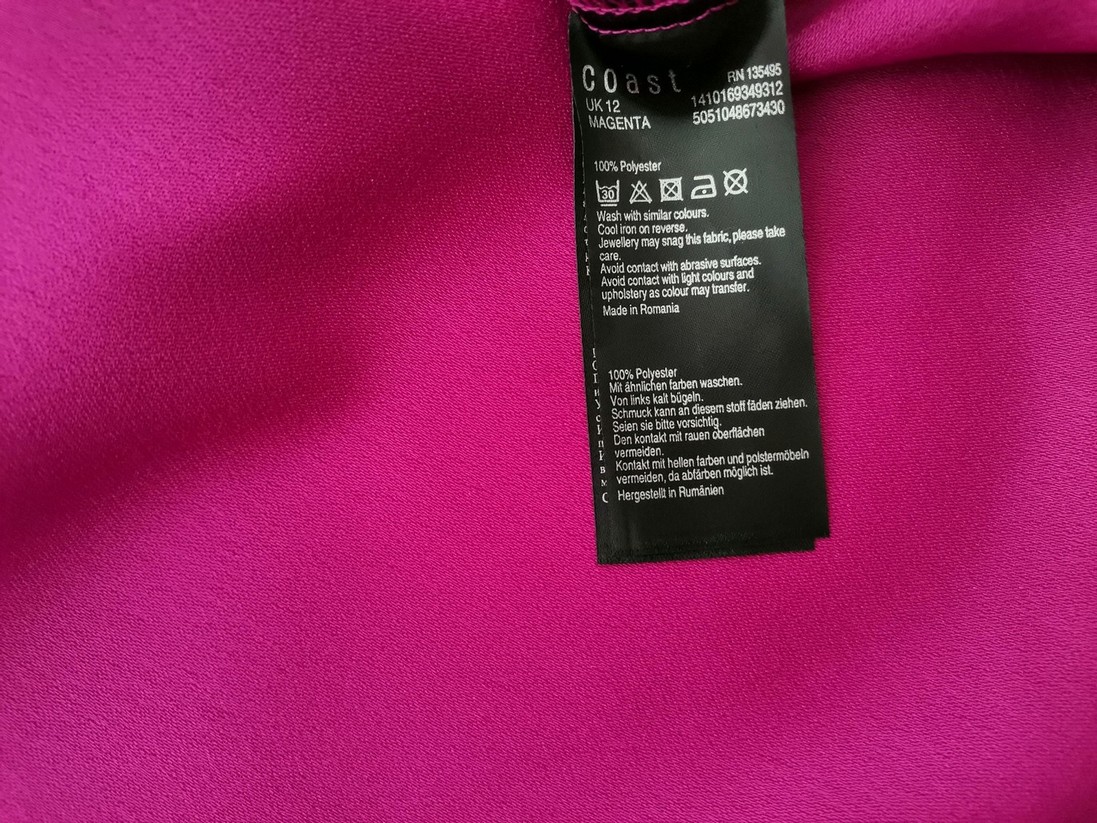 Coast
RN 135495
UK 12
1410169349312
MAGENTA
5051048673430
100% Polyester
30
Wash with similar colours.
Cool iron on reverse.
Jewellery may snag this fabric, please take
care.
Avoid contact with abrasive surfaces.
Avoid contact with light colours and
upholstery as colour may transfer.
Made in Romania
100% Polyester
Mit ähnlichen farben waschen.
Von links kalt bügeln.
Schmuck kann an diesem stoff fäden ziehen.
Seien sie bitte vorsichtig.
Den kontakt mit rauen oberflächen
vermeiden.
Kontakt mit hellen farben und polstermöbeln
vermeiden, da abfärben möglich ist.
Hergestellt in Rumänien